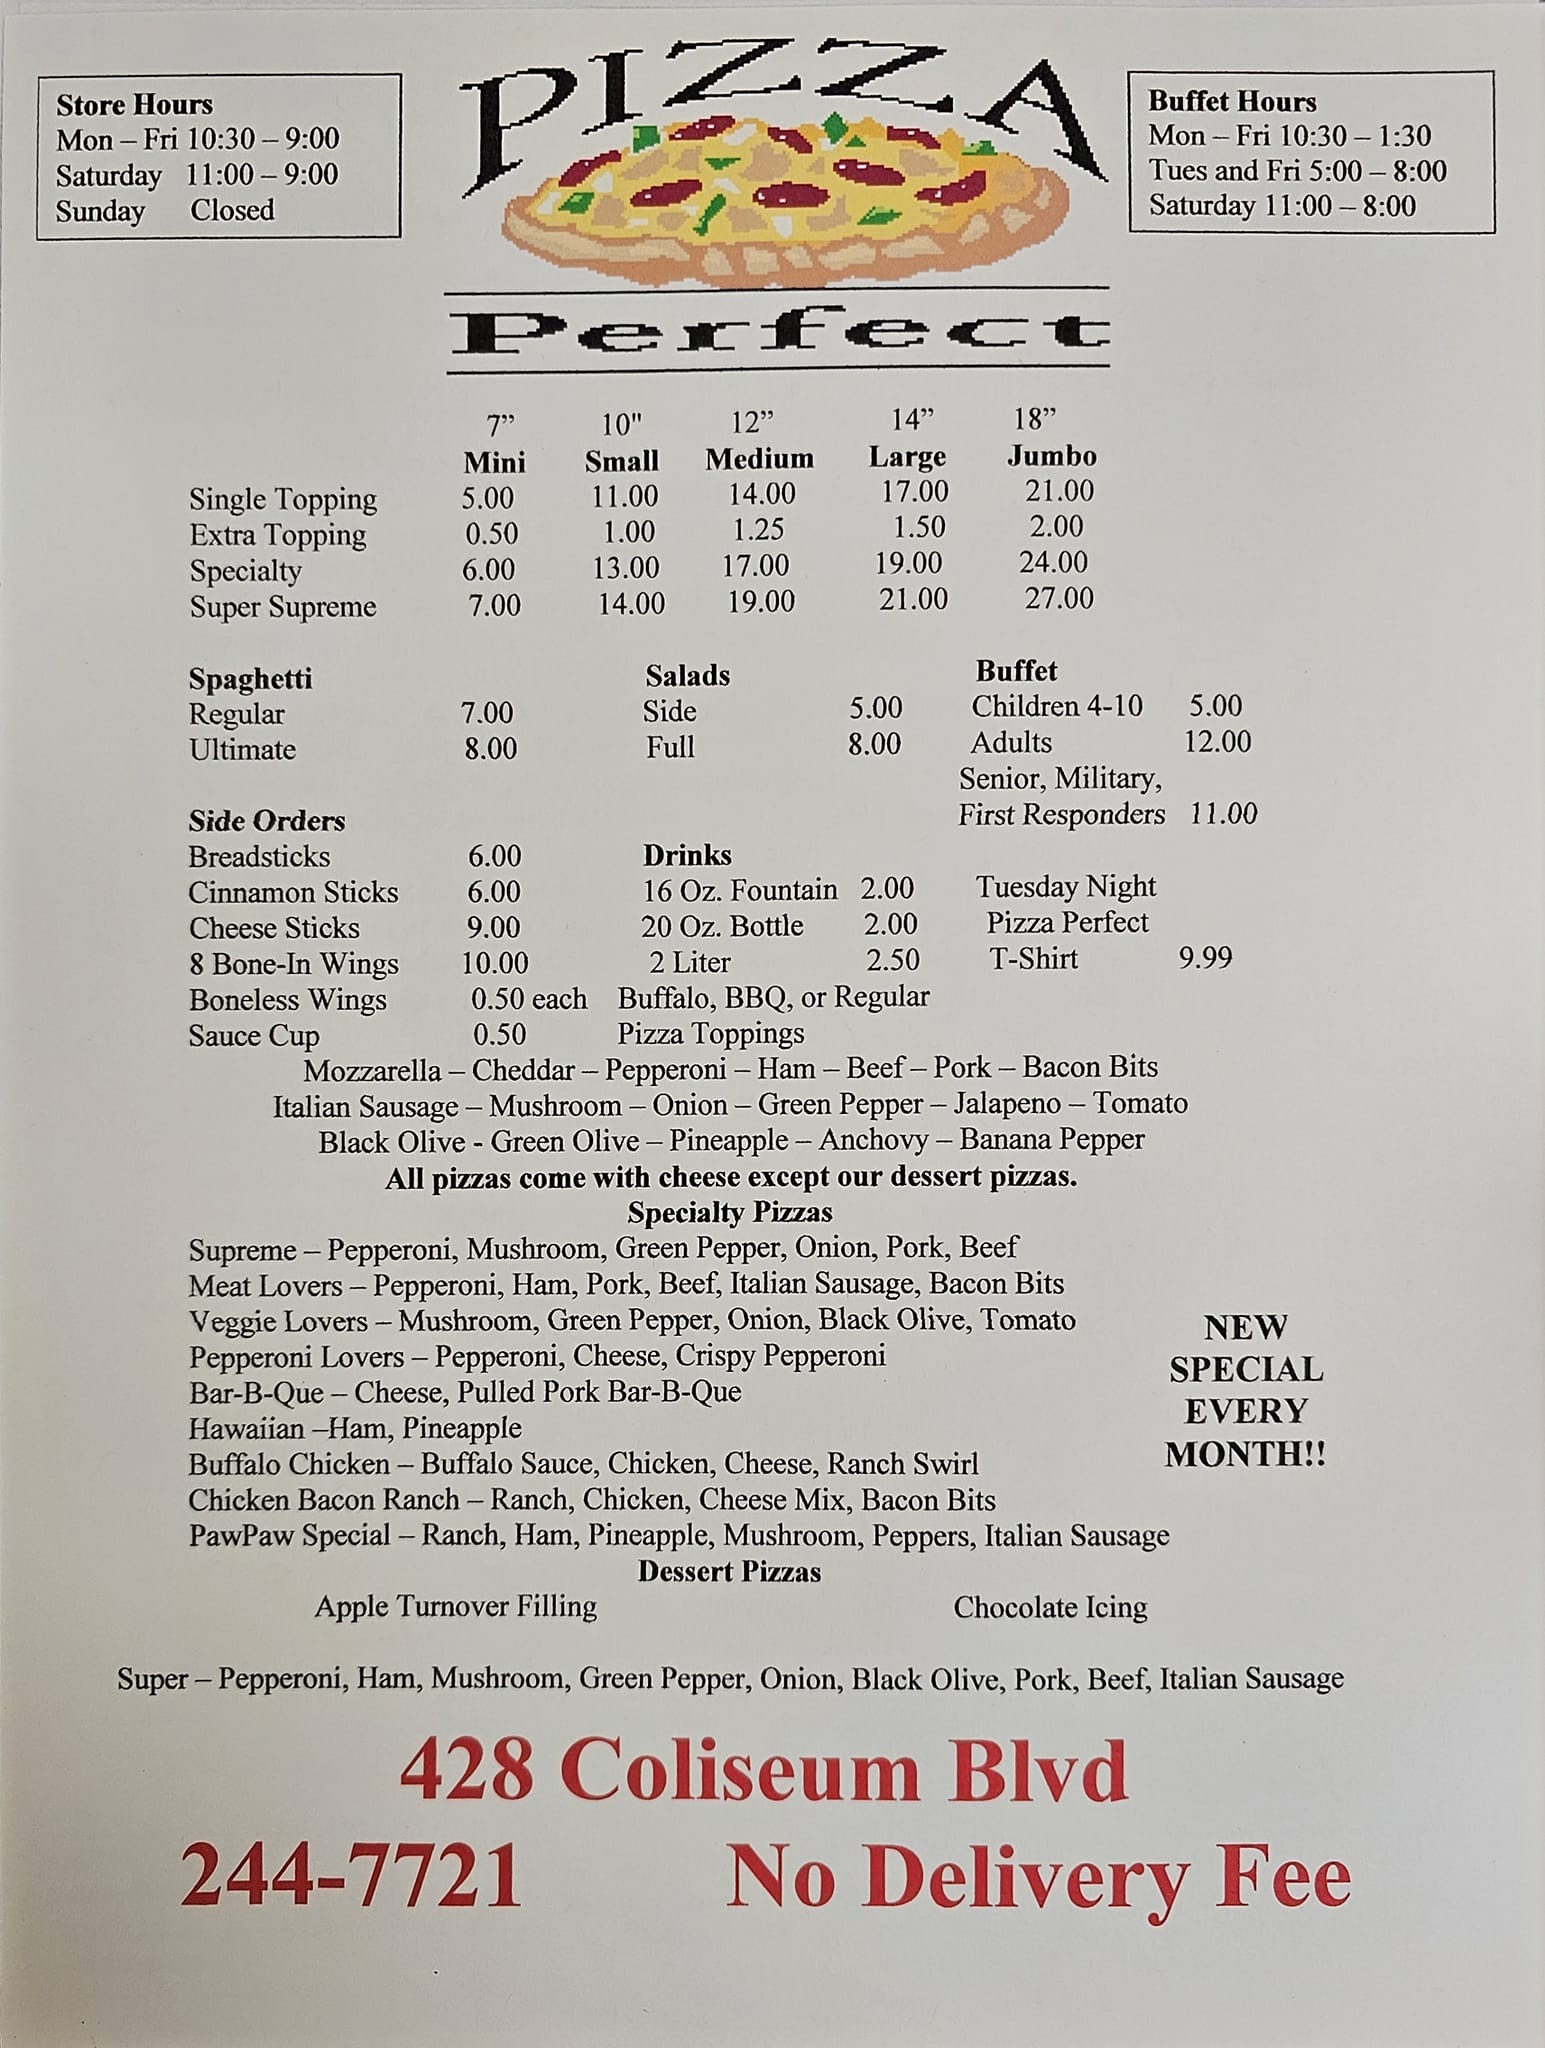 Store Hours
Mon – Fri 10:30 – 9:00
Saturday 11:00 – 9:00
Sunday Closed
PIZZA
Perfect
Buffet Hours
Mon – Fri 10:30 – 1:30
Tues and Fri 5:00 – 8:00
Saturday 11:00 – 8:00
7” 10" 12” 14” 18”
Mini Small Medium Large Jumbo
Single Topping 5.00 11.00 14.00 17.00 21.00
Extra Topping 0.50 1.00 1.25 1.50 2.00
Specialty 6.00 13.00 17.00 19.00 24.00
Super Supreme 7.00 14.00 19.00 21.00 27.00
Spaghetti Salads Buffet
Regular 7.00 Side 5.00 Children 4-10 5.00
Ultimate 8.00 Full 8.00 Adults 12.00
Senior, Military,
Side Orders First Responders 11.00
Breadsticks 6.00 Drinks
Cinnamon Sticks 6.00 16 Oz. Fountain 2.00 Tuesday Night
Cheese Sticks 9.00 20 Oz. Bottle 2.00 Pizza Perfect
8 Bone-In Wings 10.00 2 Liter 2.50 T-Shirt 9.99
Boneless Wings 0.50 each Buffalo, BBQ, or Regular
Sauce Cup 0.50 Pizza Toppings
Mozzarella – Cheddar – Pepperoni – Ham – Beef – Pork – Bacon Bits
Italian Sausage – Mushroom – Onion – Green Pepper – Jalapeno – Tomato
Black Olive - Green Olive – Pineapple – Anchovy – Banana Pepper
All pizzas come with cheese except our dessert pizzas.
Specialty Pizzas
Supreme – Pepperoni, Mushroom, Green Pepper, Onion, Pork, Beef
Meat Lovers – Pepperoni, Ham, Pork, Beef, Italian Sausage, Bacon Bits
Veggie Lovers – Mushroom, Green Pepper, Onion, Black Olive, Tomato
Pepperoni Lovers – Pepperoni, Cheese, Crispy Pepperoni
Bar-B-Que – Cheese, Pulled Pork Bar-B-Que
Hawaiian –Ham, Pineapple
Buffalo Chicken – Buffalo Sauce, Chicken, Cheese, Ranch Swirl
Chicken Bacon Ranch – Ranch, Chicken, Cheese Mix, Bacon Bits
PawPaw Special – Ranch, Ham, Pineapple, Mushroom, Peppers, Italian Sausage
NEW
SPECIAL
EVERY
MONTH!!
Dessert Pizzas
Apple Turnover Filling Chocolate Icing
Super – Pepperoni, Ham, Mushroom, Green Pepper, Onion, Black Olive, Pork, Beef, Italian Sausage
428 Coliseum Blvd
244-7721 No Delivery Fee